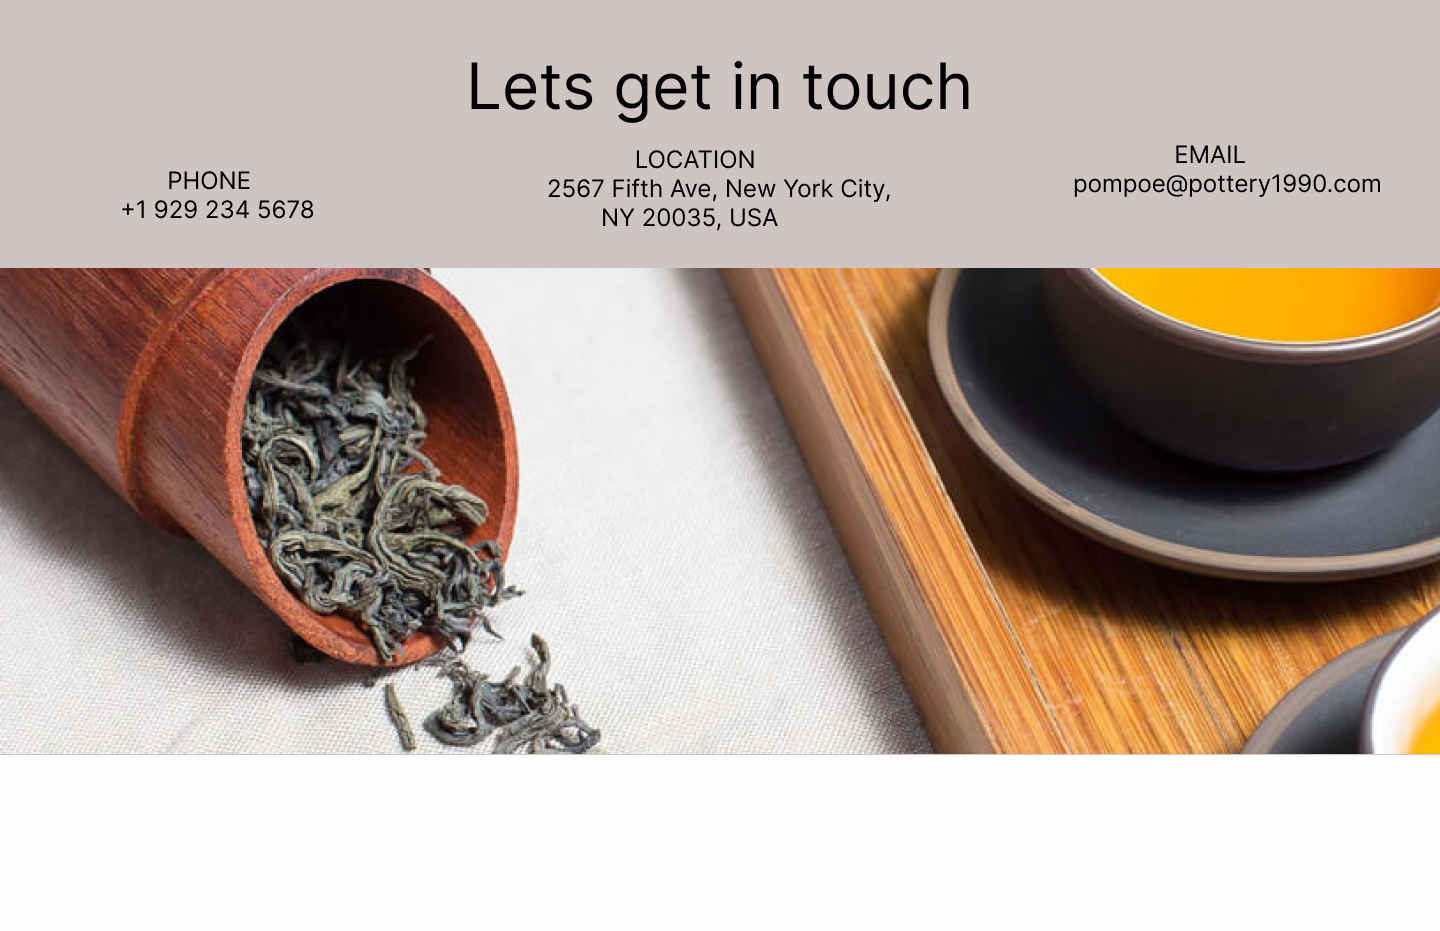 Lets get in touch
PHONE
+1 929 234 5678
LOCATION
2567 Fifth Ave, New York City,
NY 20035, USA
EMAIL
pompoe@pottery1990.com